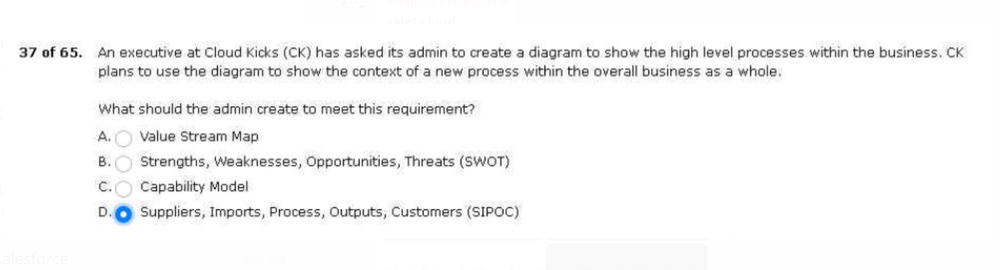 sales cloud
37 of 65. An executive at Cloud Kicks (CK) has asked its admin to create a diagram to show the high level processes within the business. CK
plans to use the diagram to show the context of a new process within the overall business as a whole.
What should the admin create to meet this requirement?
A. Value Stream Map
B. Strengths, Weaknesses, Opportunities, Threats (SWOT)
C. Capability Model
D. Suppliers, Imports, Process, Outputs, Customers (SIPOC)
alesforce